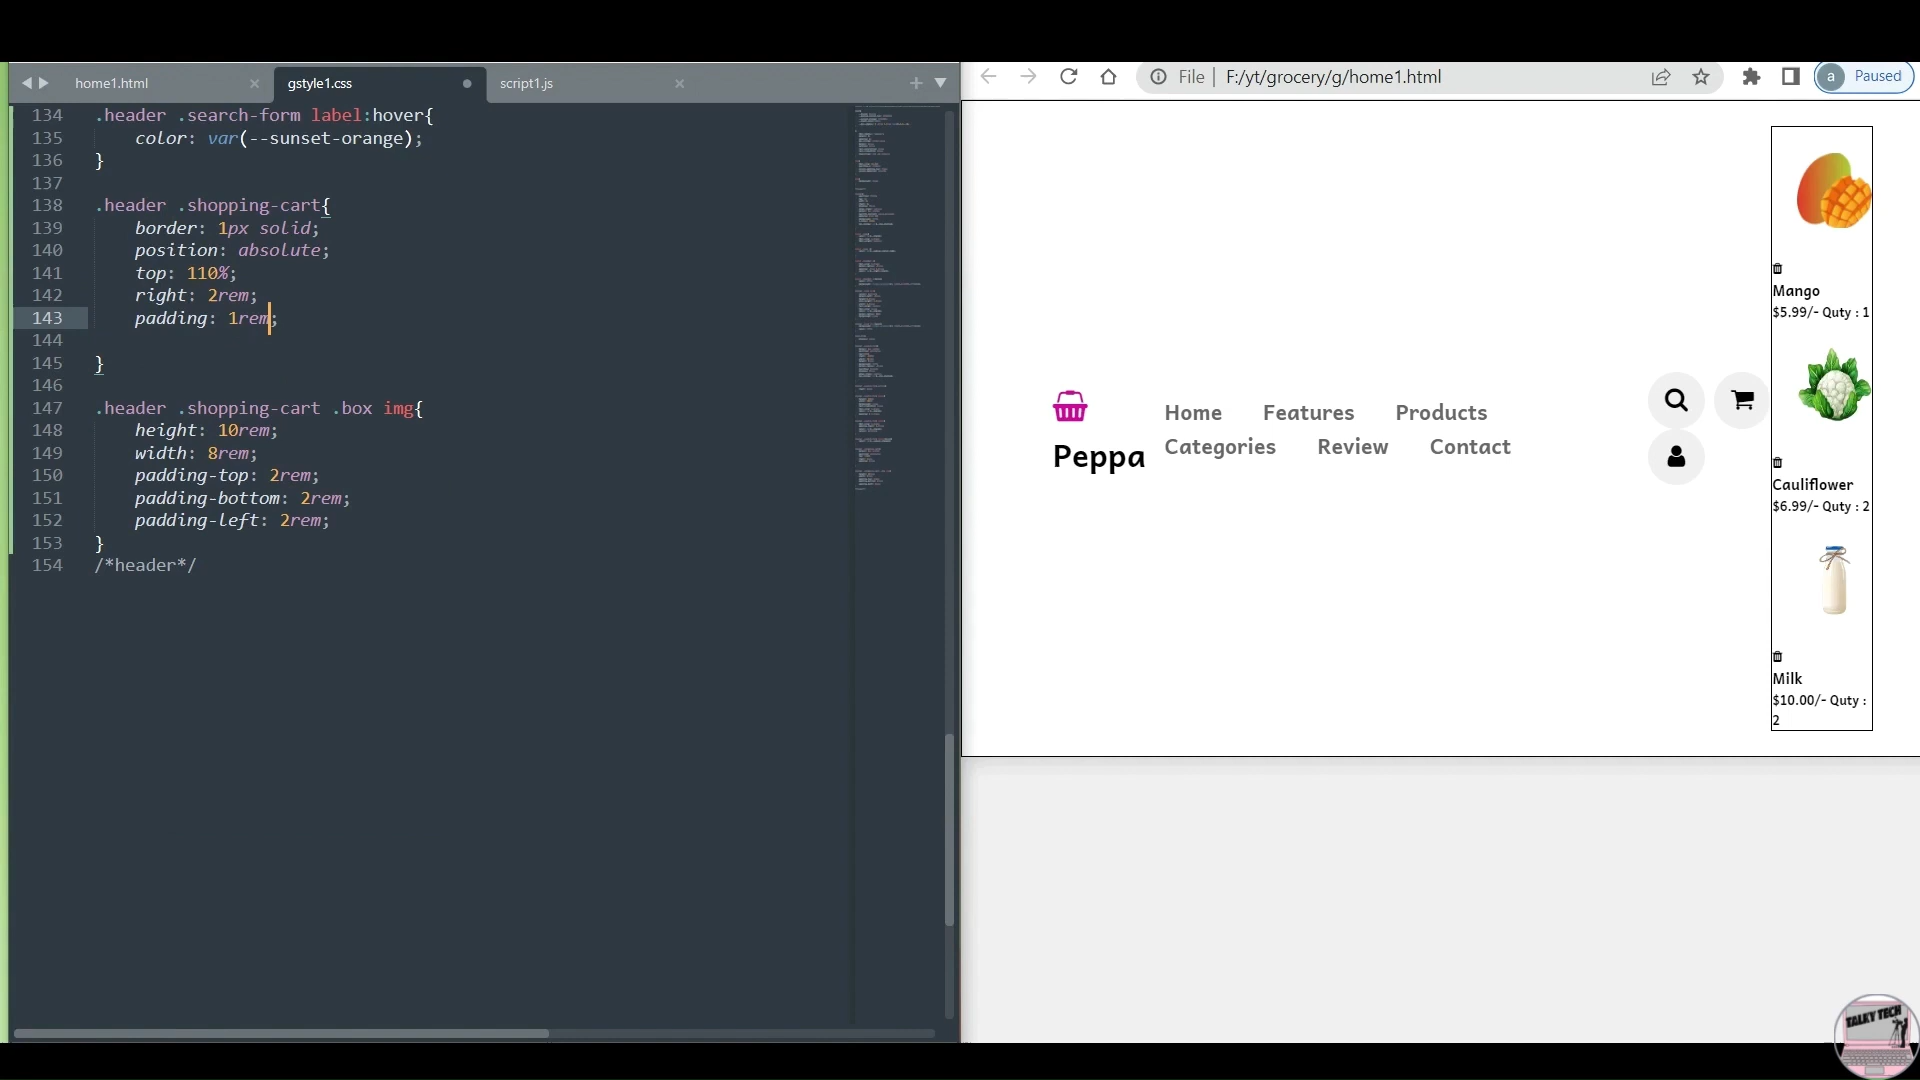 home1.html
gstyle1.css
script1.js
134 .header .search-form label:hover{
135 color: var(--sunset-orange);
136 }
137
138 .header .shopping-cart{
139 border: 1px solid;
140 position: absolute;
141 top: 110%;
142 right: 2rem;
143 padding: 1rem;
144
145 }
146
147 .header .shopping-cart .box img{
148 height: 10rem;
149 width: 8rem;
150 padding-top: 2rem;
151 padding-bottom: 2rem;
152 padding-left: 2rem;
153 }
154 /*header*/
File F:/yt/grocery/g/home1.html
a Paused
Peppa
Home Features Products
Categories Review Contact
Mango
$5.99/- Quty : 1
Cauliflower
$6.99/- Quty : 2
Milk
$10.00/- Quty :
2
TALKY TECH